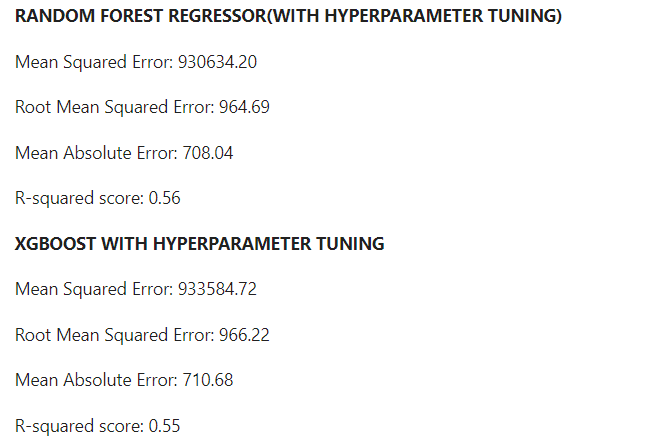 RANDOM FOREST REGRESSOR(WITH HYPERPARAMETER TUNING)
Mean Squared Error: 930634.20
Root Mean Squared Error: 964.69
Mean Absolute Error: 708.04
R-squared score: 0.56
XGBOOST WITH HYPERPARAMETER TUNING
Mean Squared Error: 933584.72
Root Mean Squared Error: 966.22
Mean Absolute Error: 710.68
R-squared score: 0.55